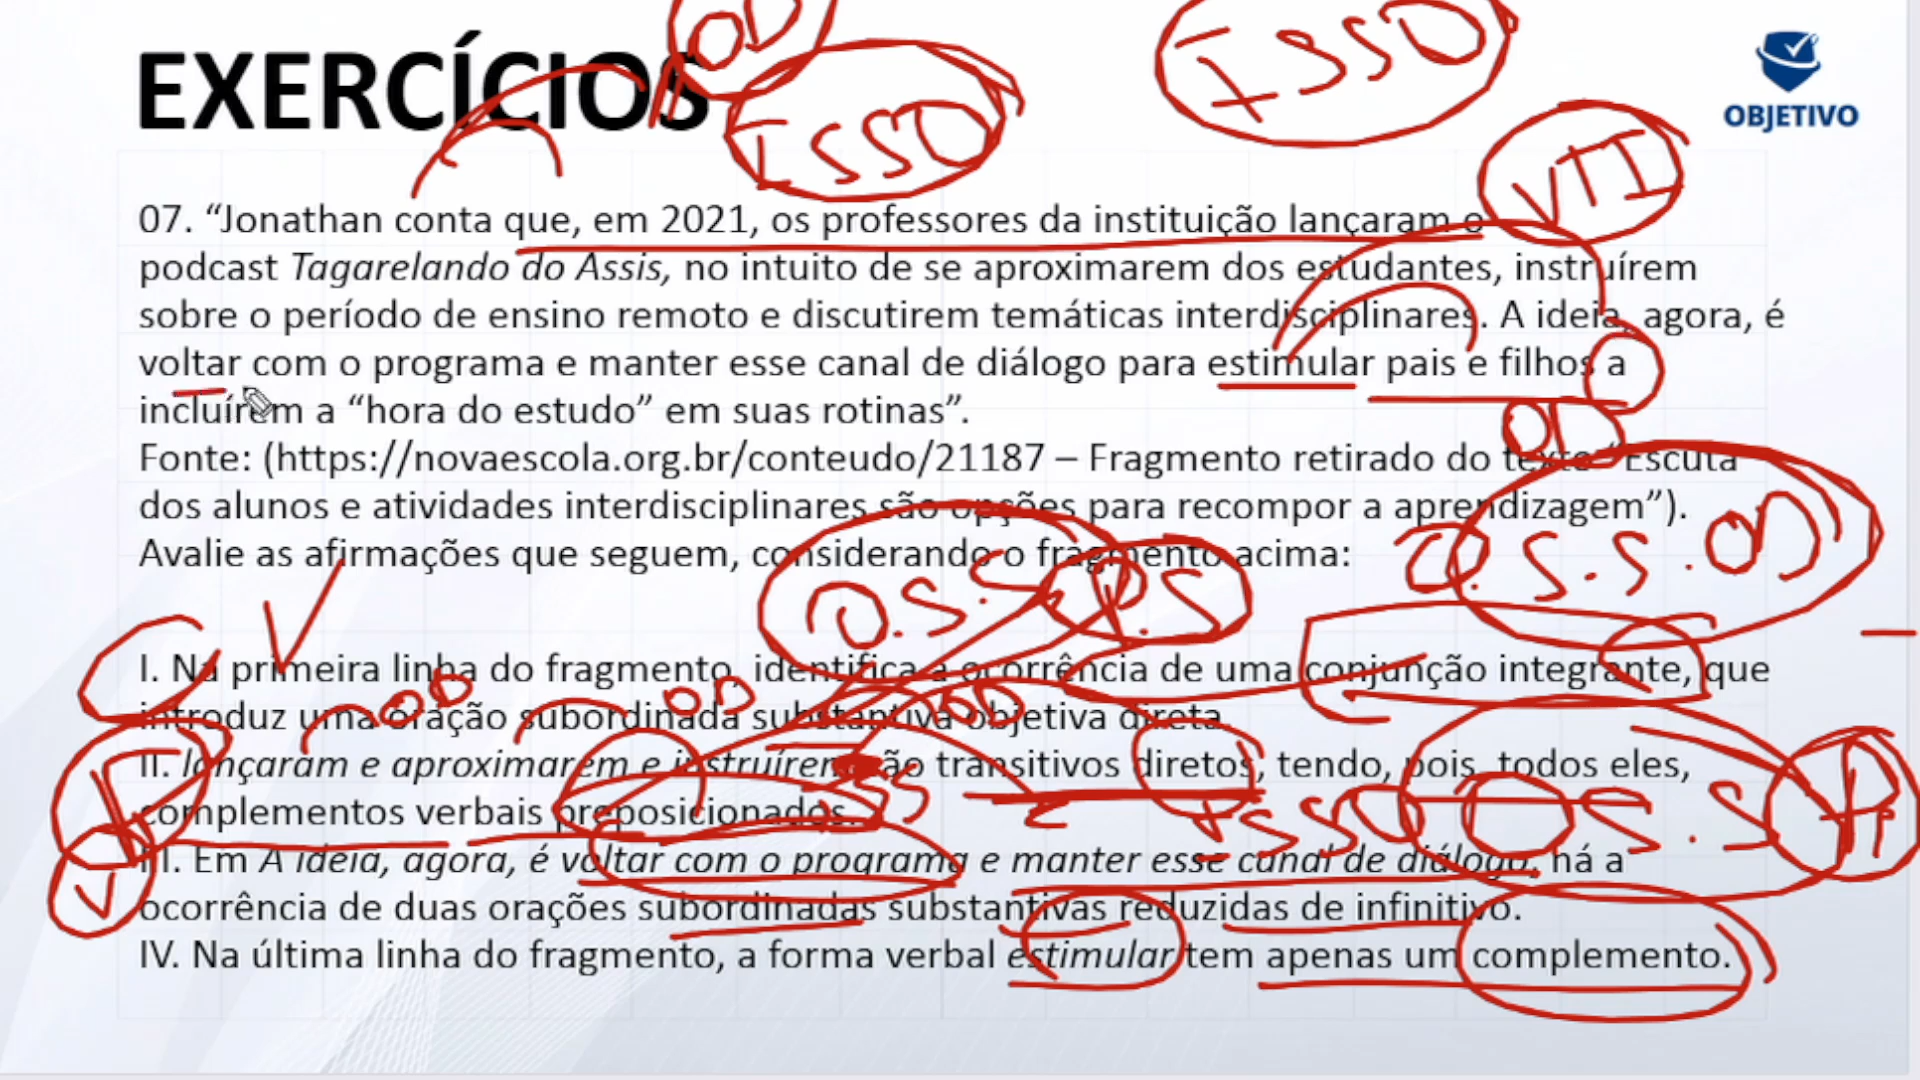 EXERCÍCIOS
OD
ISSO
ISSO
OBJETIVO
VTI
07. “Jonathan conta que, em 2021, os professores da instituição lançaram o
podcast Tagarelando do Assis, no intuito de se aproximarem dos estudantes, instruírem
sobre o período de ensino remoto e discutirem temáticas interdisciplinares. A ideia, agora, é
voltar com o programa e manter esse canal de diálogo para estimular pais e filhos a
incluírem a “hora do estudo” em suas rotinas”.
OD
Fonte: (https://novaescola.org.br/conteudo/21187 – Fragmento retirado do texto “Escuta
dos alunos e atividades interdisciplinares são opções para recompor a aprendizagem”).
Avalie as afirmações que seguem, considerando o fragmento acima:
O.S.S.P.S
O.S.S.OD
I. Na primeira linha do fragmento, identifica a ocorrência de uma conjunção integrante, que
introduz uma oração subordinada substantiva objetiva direta.
OD
OD
OD
II. lançaram e aproximarem e instruírem são transitivos diretos, tendo, pois, todos eles,
complementos verbais preposicionados.
ISSO
III. Em A ideia, agora, é voltar com o programa e manter esse canal de diálogo, há a
ocorrência de duas orações subordinadas substantivas reduzidas de infinitivo.
V
IV. Na última linha do fragmento, a forma verbal estimular tem apenas um complemento.